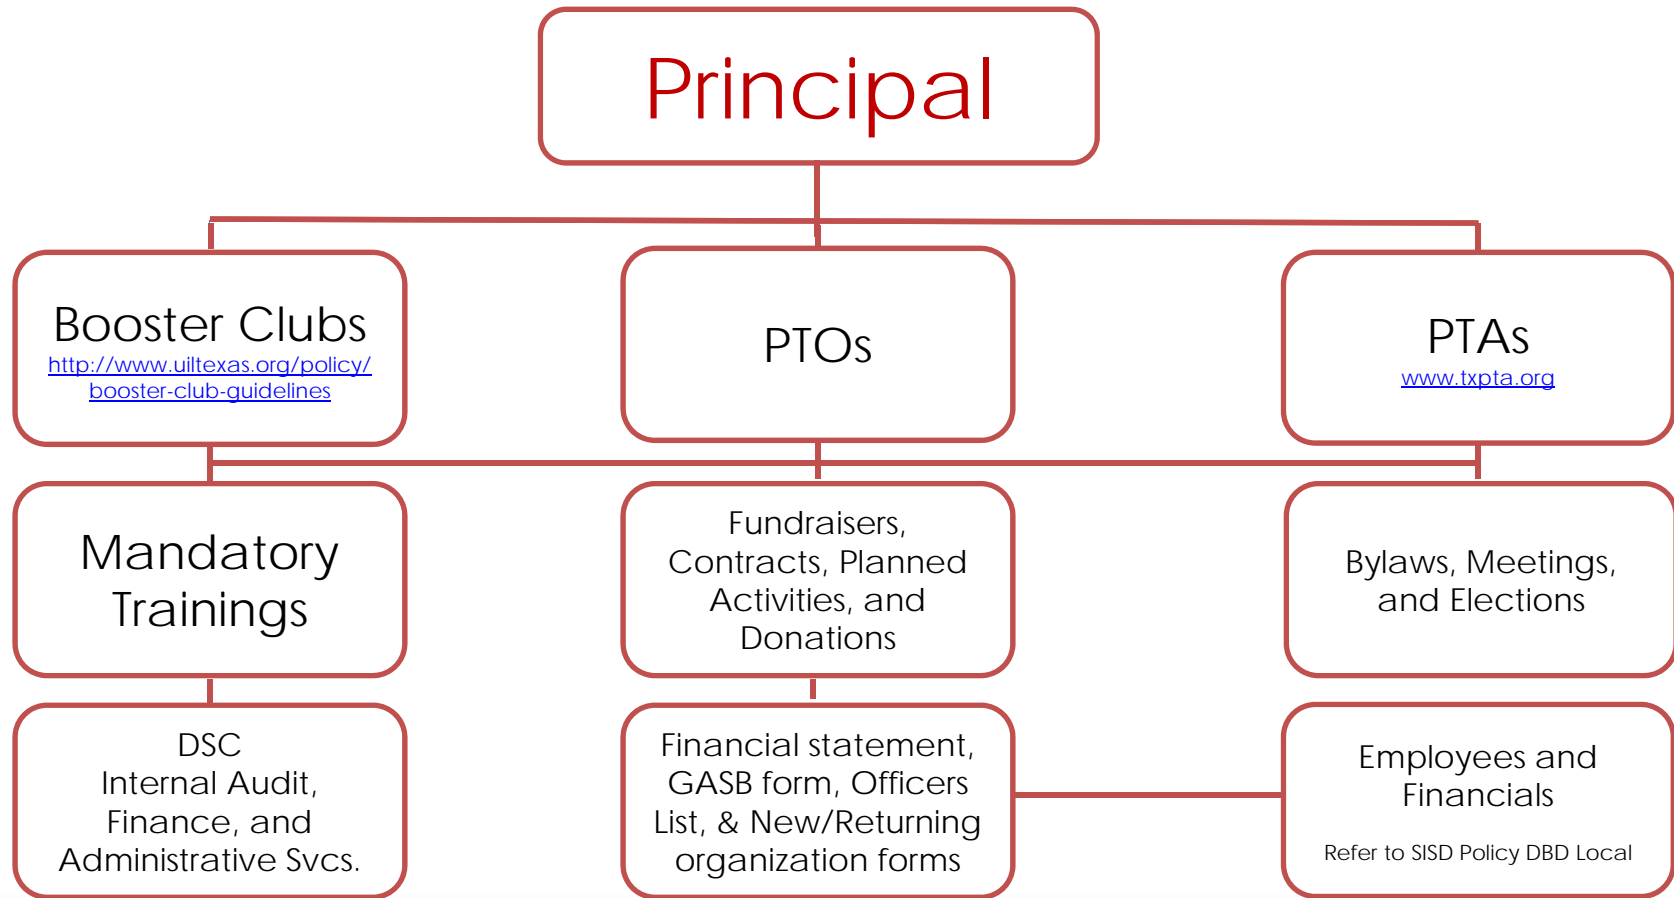 Principal
Booster Clubs
http://www.uiltexas.org/policy/
booster-club-guidelines
PTOs
PTAs
www.txpta.org
Mandatory
Trainings
Fundraisers,
Contracts, Planned
Activities, and
Donations
Bylaws, Meetings,
and Elections
DSC
Internal Audit,
Finance, and
Administrative Svcs.
Financial statement,
GASB form, Officers
List, & New/Returning
organization forms
Employees and
Financials
Refer to SISD Policy DBD Local